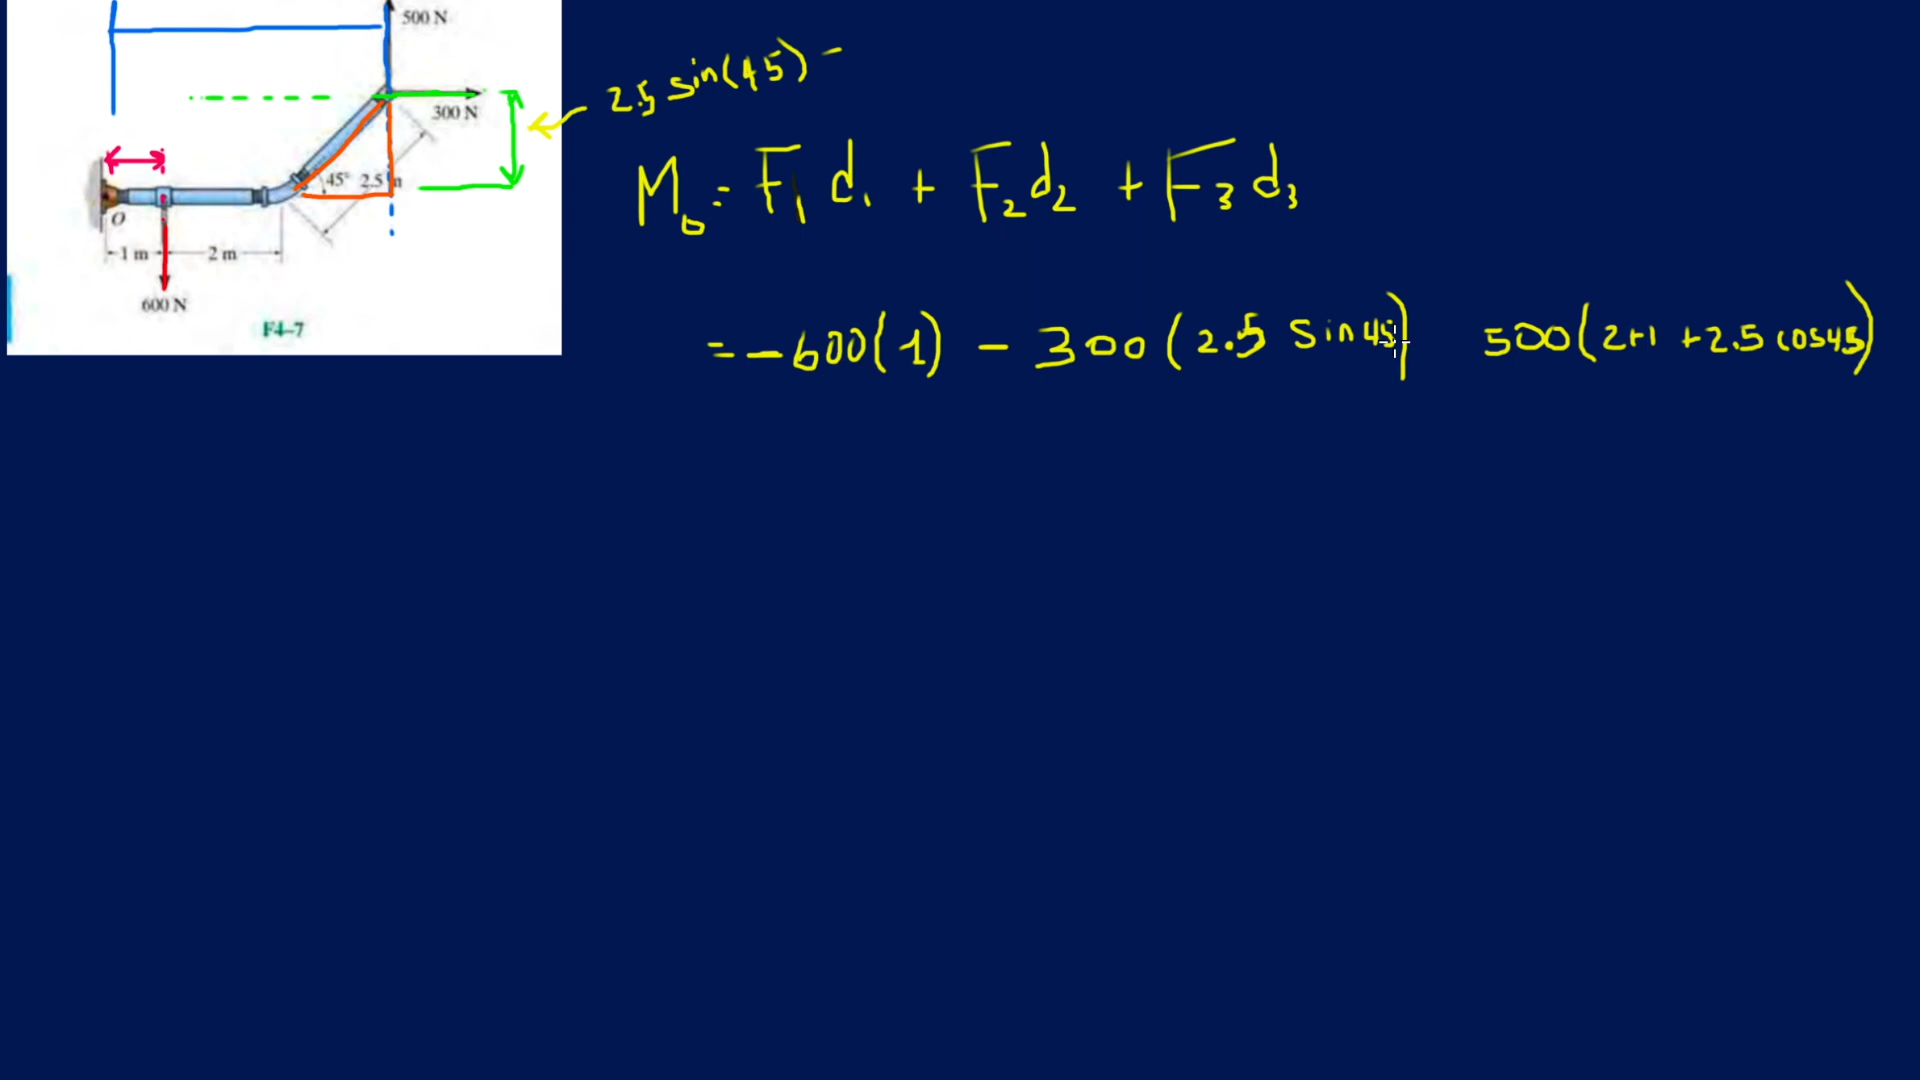 500 N
2.5 sin(45) -
300 N
Mo = F1 d1 + F2 d2 + F3 d3
45° 2.5
O
1 m 2 m
600 N
F4-7
= -600(1) - 300(2.5 sin45) 500(2+1 +2.5 cos45)